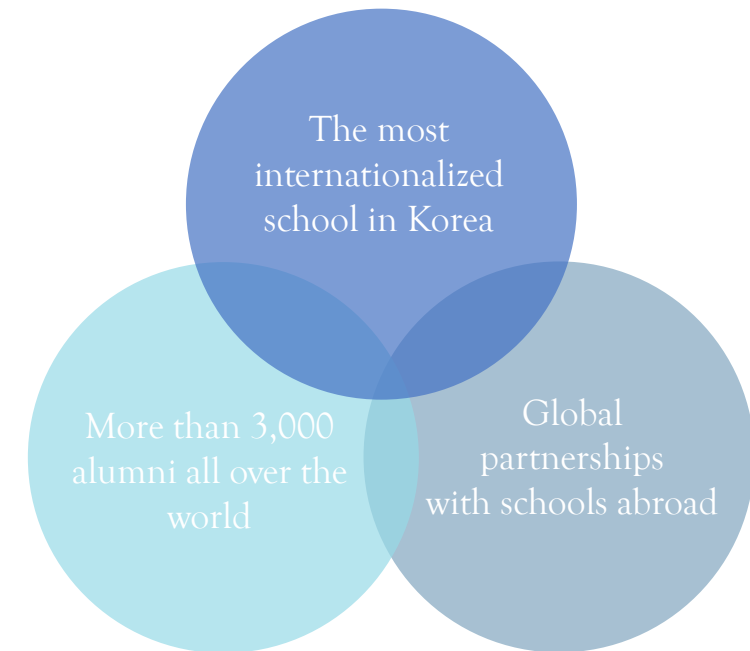 The most
internationalized
school in Korea
More than 3,000
alumni all over the
world
Global
partnerships
with schools abroad